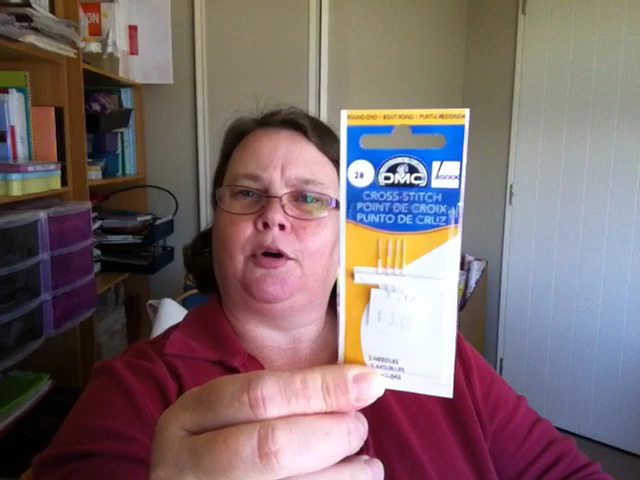 ROUND END · BOUT ROND · PUNTA REDONDA
28
DMC
CROSS-STITCH
POINT DE CROIX
PUNTO DE CRUZ
$ 3.00
NEEDLES
AIGUILLES